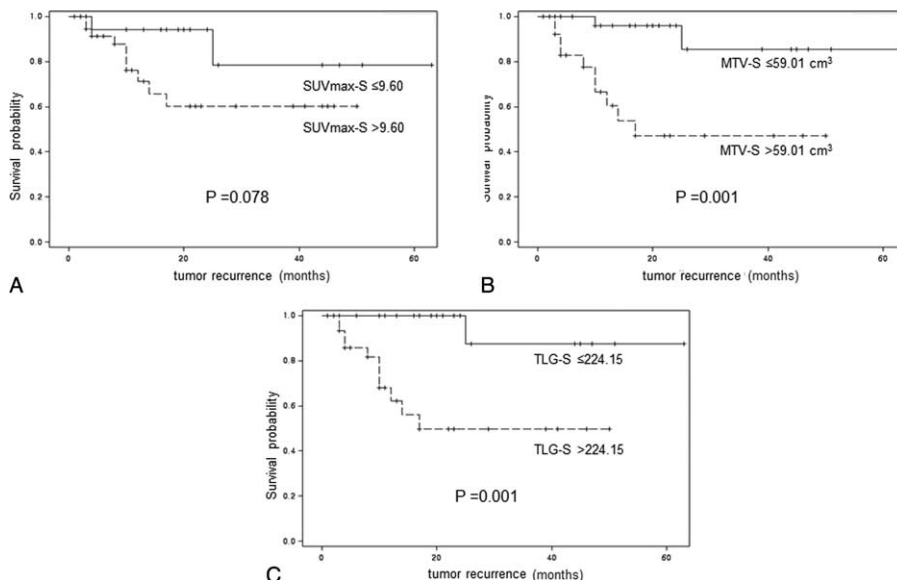 1.0
0.8
0.6
0.4
0.2
0.0
Survival probability
SUVmax-S ≤9.60
SUVmax-S >9.60
P =0.078
0 20 40 60
tumor recurrence (months)
A
1.0
0.8
0.6
0.4
0.2
0.0
Survival probability
MTV-S ≤59.01 cm³
MTV-S >59.01 cm³
P =0.001
0 20 40 60
tumor recurrence (months)
B
1.0
0.8
0.6
0.4
0.2
0.0
Survival probability
TLG-S ≤224.15
TLG-S >224.15
P =0.001
0 20 40 60
tumor recurrence (months)
C